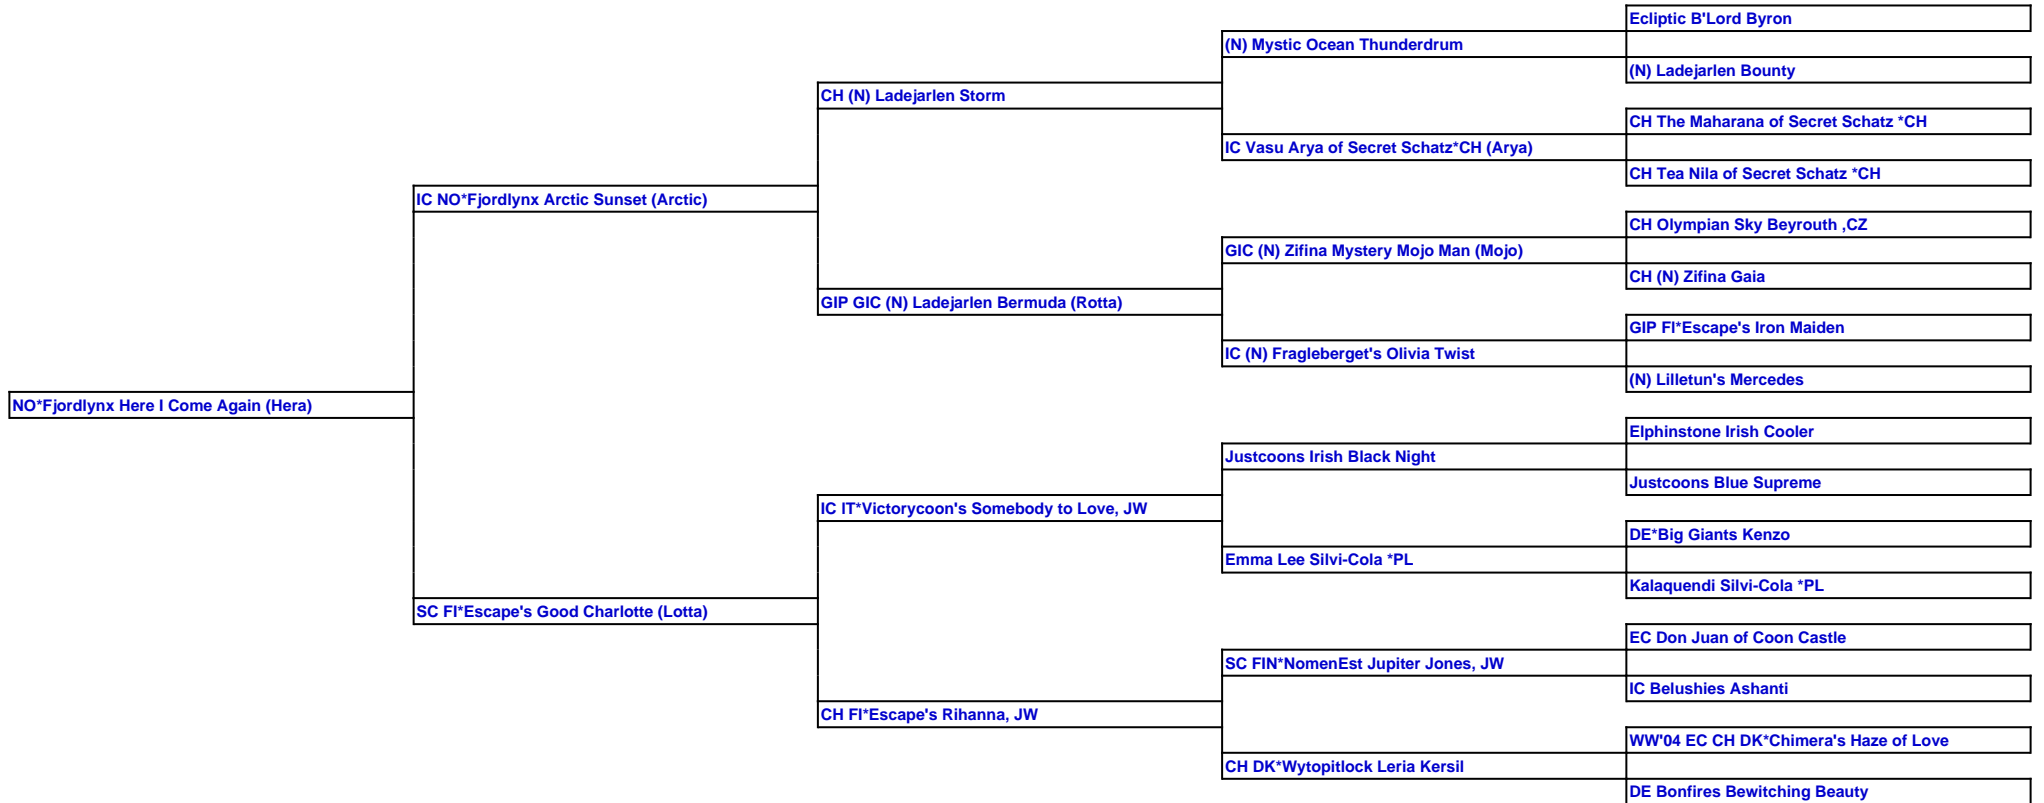 Ecliptic B'Lord Byron
(N) Mystic Ocean Thunderdrum
(N) Ladejarlen Bounty
CH (N) Ladejarlen Storm
CH The Maharana of Secret Schatz *CH
IC Vasu Arya of Secret Schatz*CH (Arya)
CH Tea Nila of Secret Schatz *CH
IC NO*Fjordlynx Arctic Sunset (Arctic)
CH Olympian Sky Beyrouth ,CZ
GIC (N) Zifina Mystery Mojo Man (Mojo)
CH (N) Zifina Gaia
GIP GIC (N) Ladejarlen Bermuda (Rotta)
GIP FI*Escape's Iron Maiden
IC (N) Fragleberget's Olivia Twist
(N) Lilletun's Mercedes
NO*Fjordlynx Here I Come Again (Hera)
Elphinstone Irish Cooler
Justcoons Irish Black Night
Justcoons Blue Supreme
IC IT*Victorycoon's Somebody to Love, JW
DE*Big Giants Kenzo
Emma Lee Silvi-Cola *PL
Kalaquendi Silvi-Cola *PL
SC FI*Escape's Good Charlotte (Lotta)
EC Don Juan of Coon Castle
SC FIN*NomenEst Jupiter Jones, JW
IC Belushies Ashanti
CH FI*Escape's Rihanna, JW
WW'04 EC CH DK*Chimera's Haze of Love
CH DK*Wytopitlock Leria Kersil
DE Bonfires Bewitching Beauty